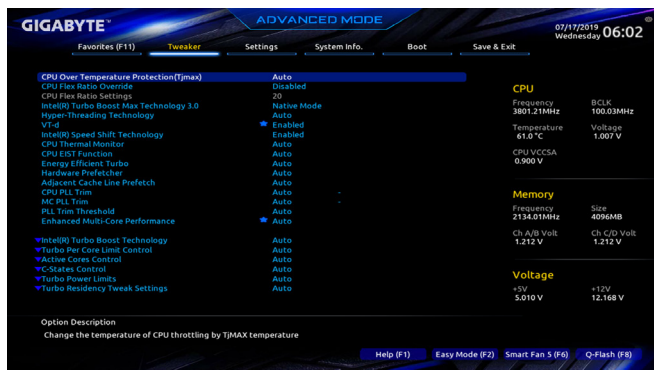 GIGABYTE™
ADVANCED MODE
07/17/2019
Wednesday 06:02
Favorites (F11) Tweaker Settings System Info. Boot Save & Exit
CPU Over Temperature Protection(Tjmax) Auto
CPU Flex Ratio Override Disabled
CPU Flex Ratio Settings 20
Intel(R) Turbo Boost Max Technology 3.0 Native Mode
Hyper-Threading Technology Auto
VT-d Enabled
Intel(R) Speed Shift Technology Enabled
CPU Thermal Monitor Auto
CPU EIST Function Auto
Energy Efficient Turbo Auto
Hardware Prefetcher Auto
Adjacent Cache Line Prefetch Auto
CPU PLL Trim Auto -
MC PLL Trim Auto -
PLL Trim Threshold Auto
Enhanced Multi-Core Performance Auto
Intel(R) Turbo Boost Technology Auto
Turbo Per Core Limit Control Auto
Active Cores Control Auto
C-States Control Auto
Turbo Power Limits Auto
Turbo Residency Tweak Settings Auto
CPU
Frequency BCLK
3801.21MHz 100.03MHz
Temperature Voltage
61.0 °C 1.007 V
CPU VCCSA
0.900 V
Memory
Frequency Size
2134.01MHz 4096MB
Ch A/B Volt Ch C/D Volt
1.212 V 1.212 V
Voltage
+5V +12V
5.010 V 12.168 V
Option Description
Change the temperature of CPU throttling by TjMAX temperature
Help (F1) Easy Mode (F2) Smart Fan 5 (F6) Q-Flash (F8)